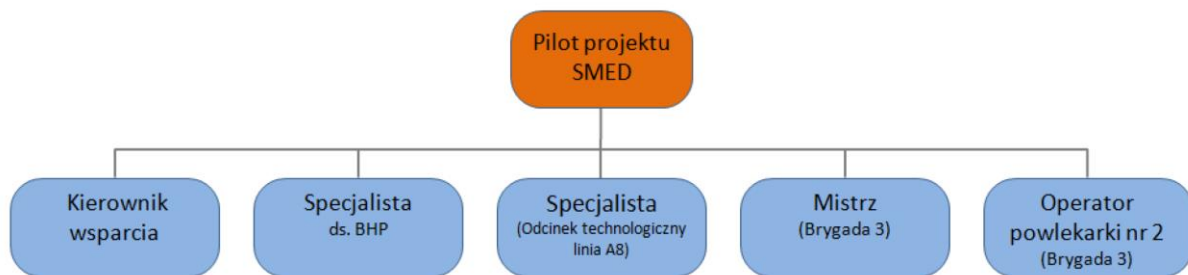 Pilot projektu
SMED
Kierownik
wsparcia
Specjalista
ds. BHP
Specjalista
(Odcinek technologiczny
linia A8)
Mistrz
(Brygada 3)
Operator
powlekarki nr 2
(Brygada 3)